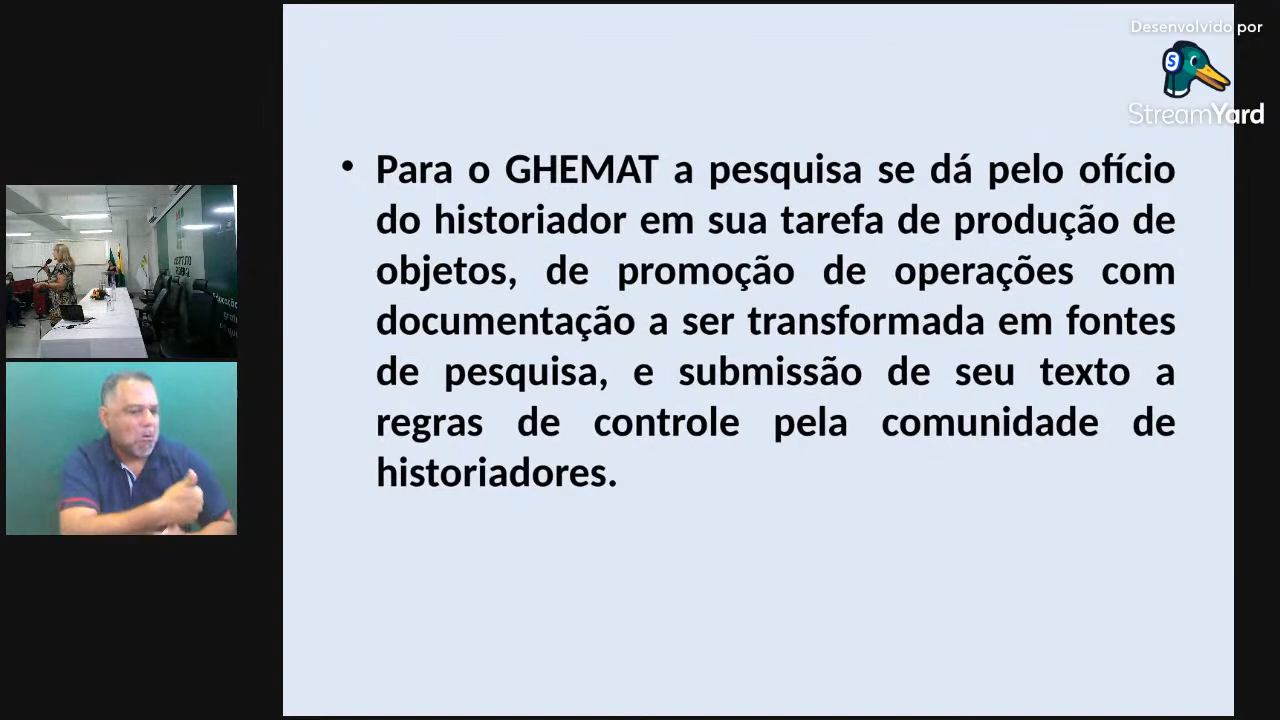 Desenvolvido por
S
StreamYard
• Para o GHEMAT a pesquisa se dá pelo ofício
do historiador em sua tarefa de produção de
objetos, de promoção de operações com
documentação a ser transformada em fontes
de pesquisa, e submissão de seu texto a
regras de controle pela comunidade de
historiadores.